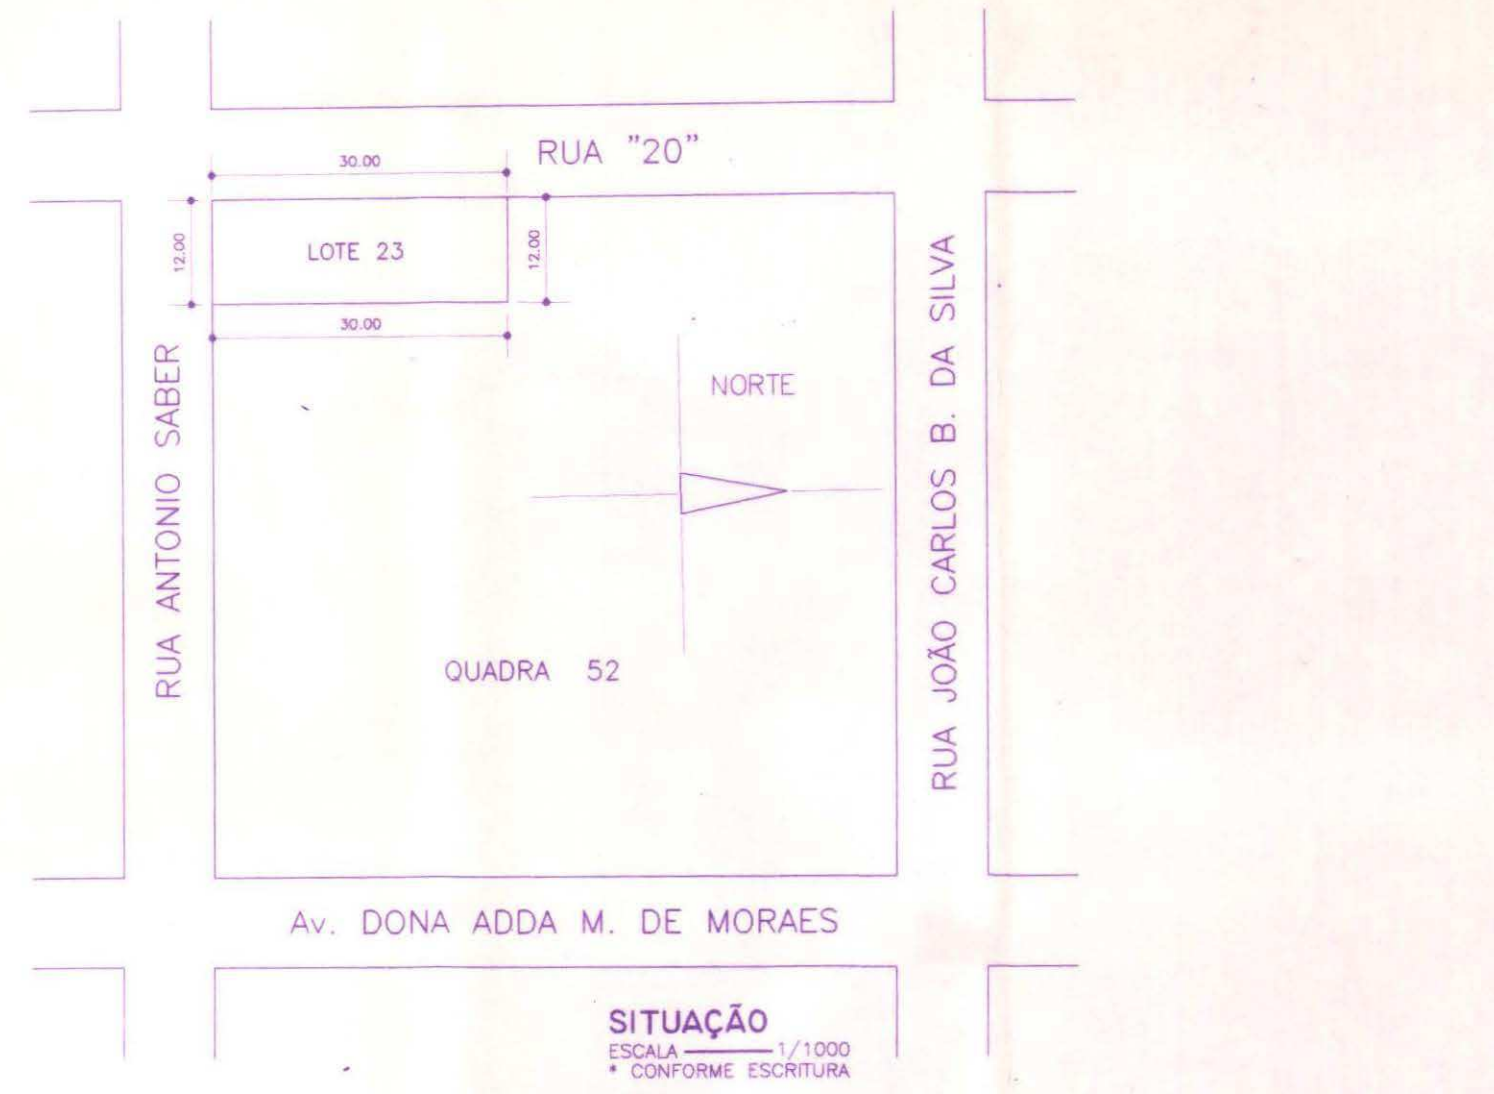 RUA "20"
30.00
12.00
LOTE 23
12.00
30.00
RUA ANTONIO SABER
NORTE
RUA JOÃO CARLOS B. DA SILVA
QUADRA 52
Av. DONA ADDA M. DE MORAES
SITUAÇÃO
ESCALA 1/1000
* CONFORME ESCRITURA